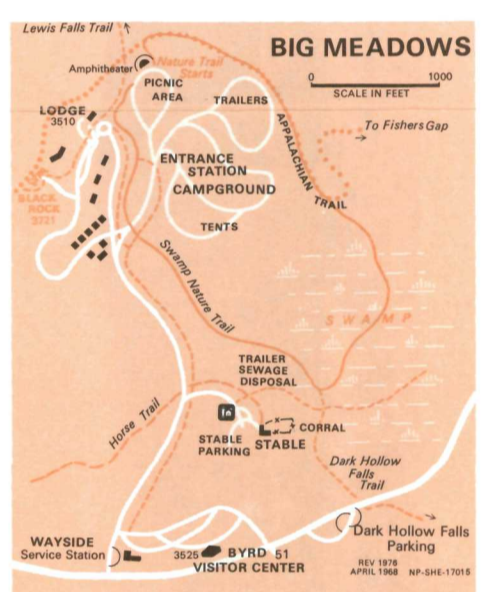 Lewis Falls Trail
BIG MEADOWS
Nature Trail
Starts
Amphitheater
PICNIC
AREA
0 1000
SCALE IN FEET
LODGE
3510
TRAILERS
To Fishers Gap
APPALACHIAN TRAIL
ENTRANCE
STATION
CAMPGROUND
BLACK
ROCK
3721
TENTS
Swamp Nature Trail
SWAMP
TRAILER
SEWAGE
DISPOSAL
Horse Trail
CORRAL
STABLE
PARKING
STABLE
Dark Hollow
Falls
Trail
Dark Hollow Falls
Parking
WAYSIDE
Service Station
3525 BYRD 51
VISITOR CENTER
REV 1976
APRIL 1968 NP-SHE-17015